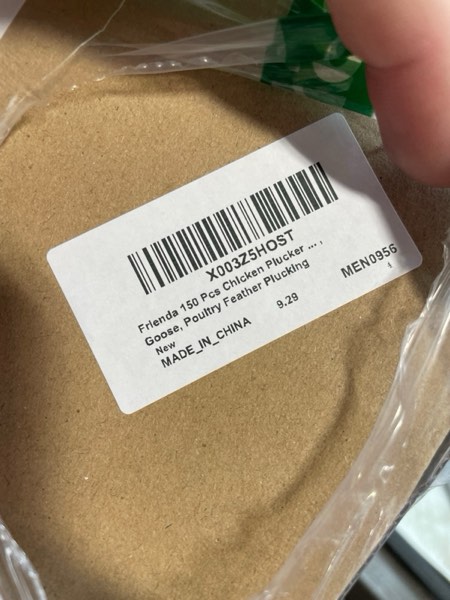 X003Z5HOST
Frienda 150 Pcs Chicken Plucker ... ,
Goose, Poultry Feather Plucking
New
MADE_IN_CHINA 9.29 MEN0956